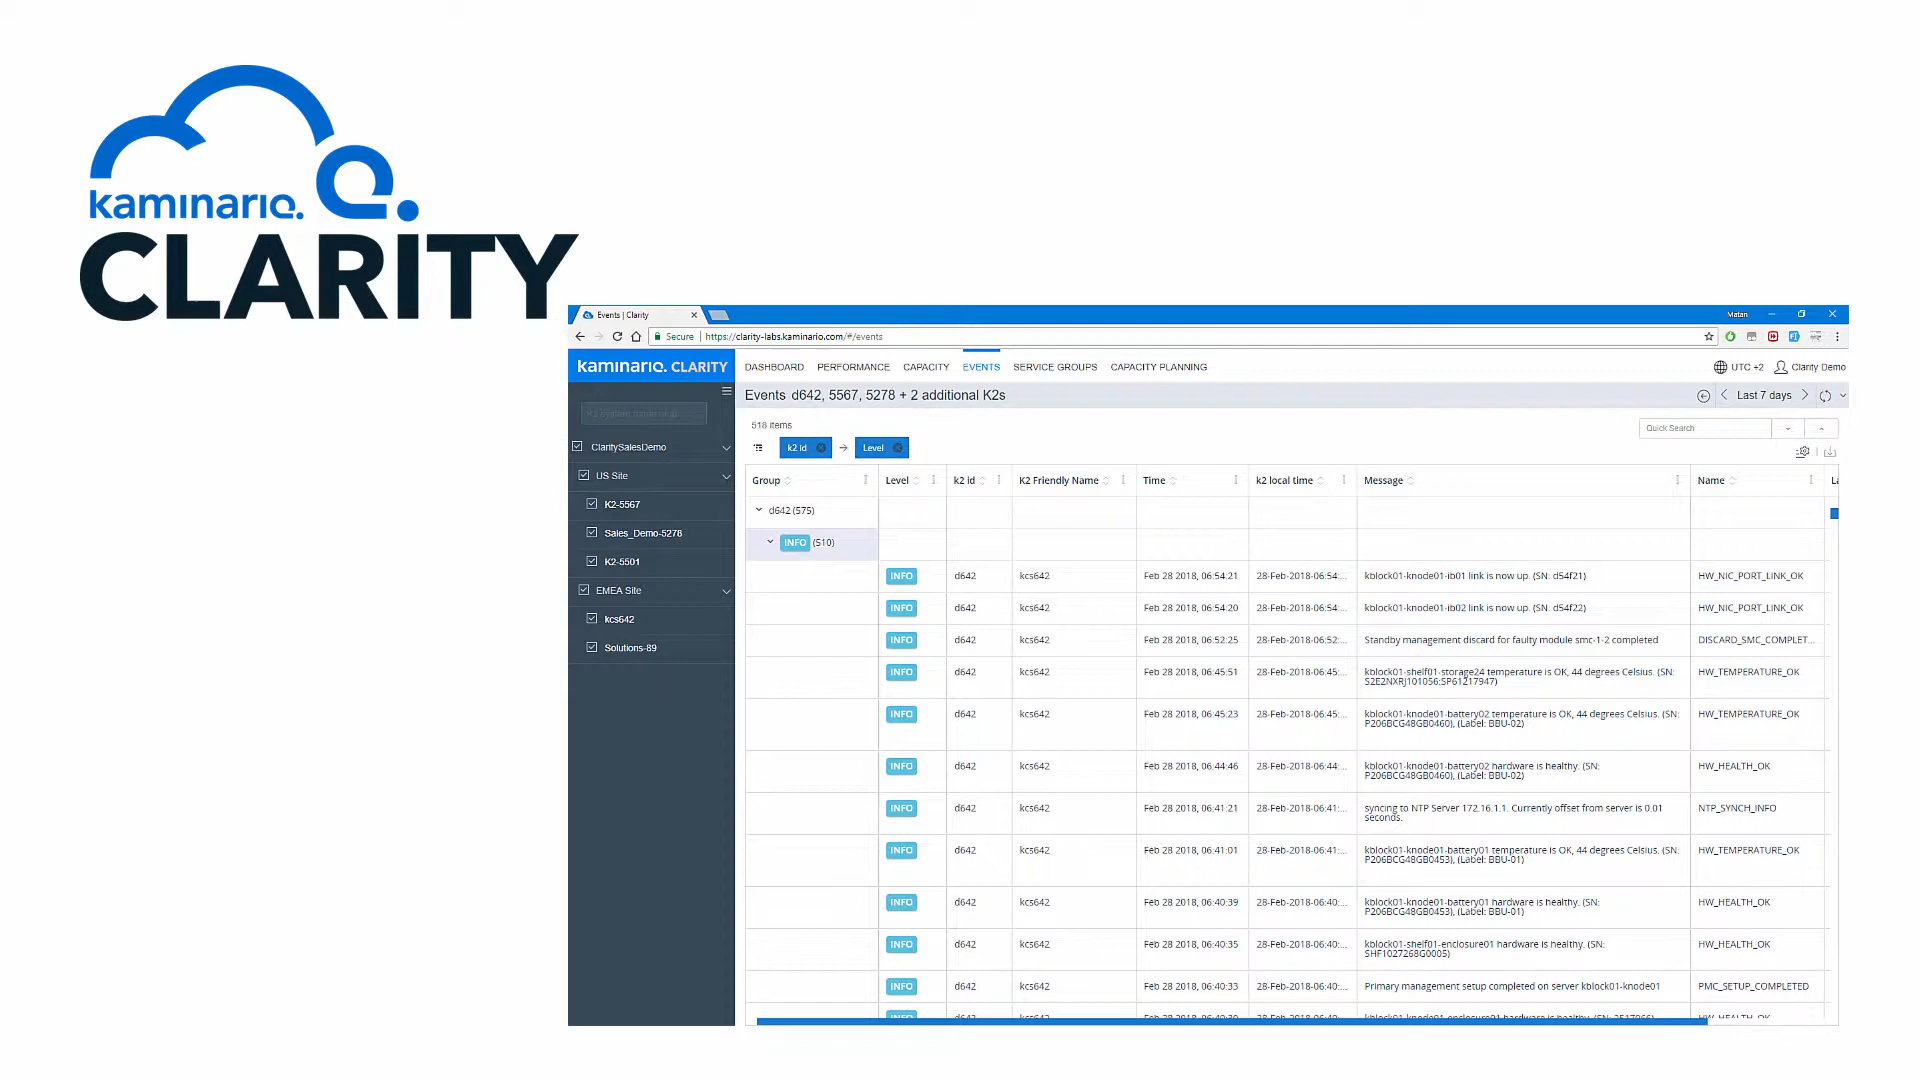 kaminario.
CLARITY
Events | Clarity
Matan
Secure https://clarity-labs.kaminario.com/#/events
kaminario. CLARITY
DASHBOARD PERFORMANCE CAPACITY EVENTS SERVICE GROUPS CAPACITY PLANNING
UTC +2 Clarity Demo
Events d642, 5567, 5278 + 2 additional K2s
Last 7 days
ClaritySalesDemo
US Site
K2-5567
Sales_Demo-5278
K2-5501
EMEA Site
kcs642
Solutions-89
518 items
Quick Search
k2 id Level
Group Level k2 id K2 Friendly Name Time k2 local time Message Name
d642 (575)
INFO (510)
INFO d642 kcs642 Feb 28 2018, 06:54:21 28-Feb-2018-06:54:... kblock01-knode01-ib01 link is now up. (SN: d54f21) HW_NIC_PORT_LINK_OK
INFO d642 kcs642 Feb 28 2018, 06:54:20 28-Feb-2018-06:54:... kblock01-knode01-ib02 link is now up. (SN: d54f22) HW_NIC_PORT_LINK_OK
INFO d642 kcs642 Feb 28 2018, 06:52:25 28-Feb-2018-06:52:... Standby management discard for faulty module smc-1-2 completed DISCARD_SMC_COMPLET...
INFO d642 kcs642 Feb 28 2018, 06:45:51 28-Feb-2018-06:45:... kblock01-shelf01-storage24 temperature is OK, 44 degrees Celsius. (SN: HW_TEMPERATURE_OK
S2E2NXRJ101056:SP61217947)
INFO d642 kcs642 Feb 28 2018, 06:45:23 28-Feb-2018-06:45:... kblock01-knode01-battery02 temperature is OK, 44 degrees Celsius. (SN: HW_TEMPERATURE_OK
P206BCG48GB0460), (Label: BBU-02)
INFO d642 kcs642 Feb 28 2018, 06:44:46 28-Feb-2018-06:44:... kblock01-knode01-battery02 hardware is healthy. (SN: HW_HEALTH_OK
P206BCG48GB0460), (Label: BBU-02)
INFO d642 kcs642 Feb 28 2018, 06:41:21 28-Feb-2018-06:41:... syncing to NTP Server 172.16.1.1. Currently offset from server is 0.01 NTP_SYNCH_INFO
seconds.
INFO d642 kcs642 Feb 28 2018, 06:41:01 28-Feb-2018-06:41:... kblock01-knode01-battery01 temperature is OK, 44 degrees Celsius. (SN: HW_TEMPERATURE_OK
P206BCG48GB0453), (Label: BBU-01)
INFO d642 kcs642 Feb 28 2018, 06:40:39 28-Feb-2018-06:40:... kblock01-knode01-battery01 hardware is healthy. (SN: HW_HEALTH_OK
P206BCG48GB0453), (Label: BBU-01)
INFO d642 kcs642 Feb 28 2018, 06:40:35 28-Feb-2018-06:40:... kblock01-shelf01-enclosure01 hardware is healthy. (SN: HW_HEALTH_OK
SHF1027268G0005)
INFO d642 kcs642 Feb 28 2018, 06:40:33 28-Feb-2018-06:40:... Primary management setup completed on server kblock01-knode01 PMC_SETUP_COMPLETED